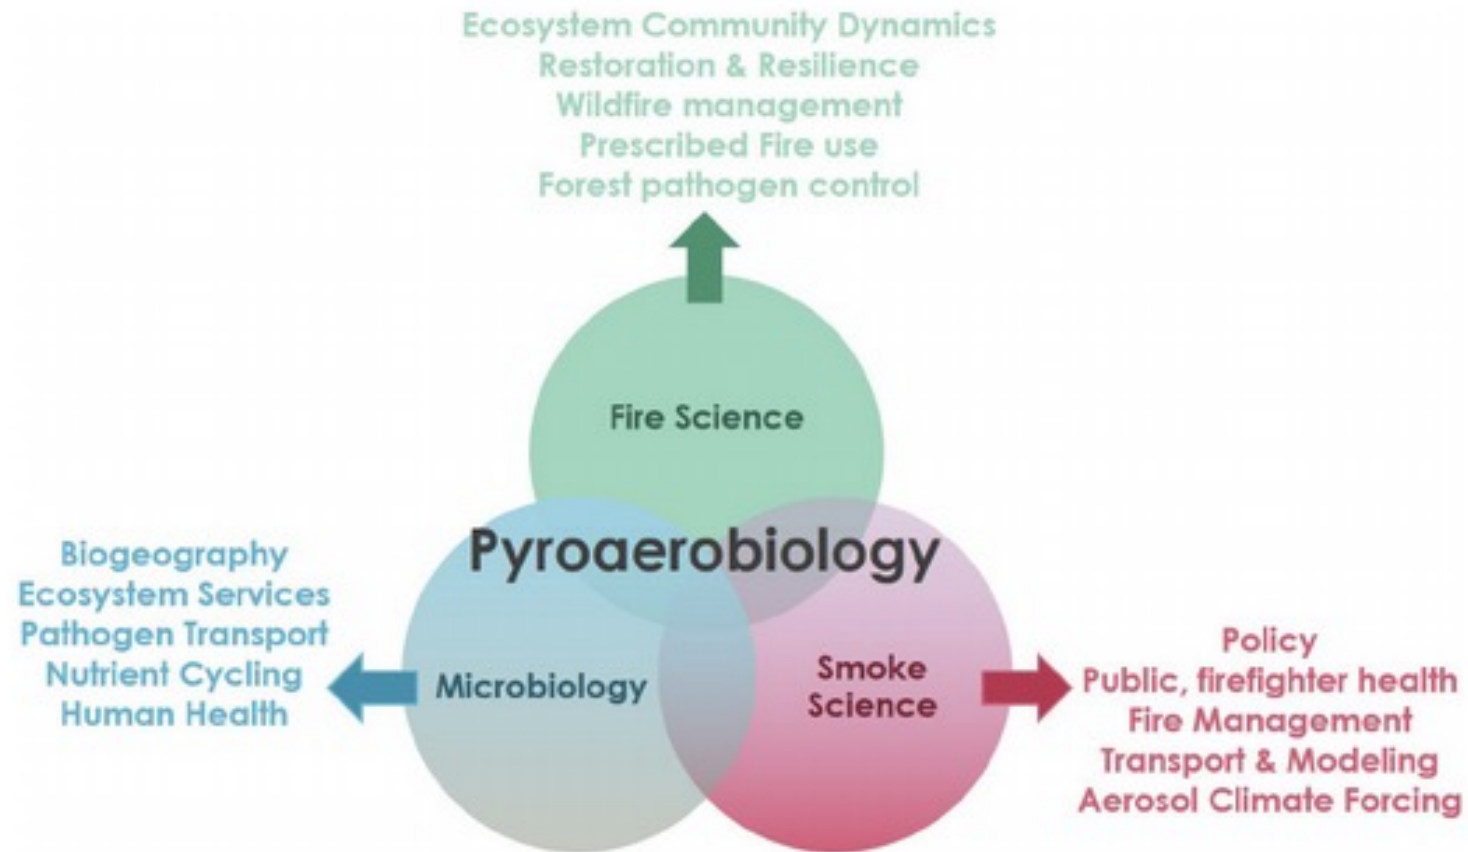 Ecosystem Community Dynamics
Restoration & Resilience
Wildfire management
Prescribed Fire use
Forest pathogen control
Fire Science
Pyroaerobiology
Biogeography
Ecosystem Services
Pathogen Transport
Nutrient Cycling
Human Health
Microbiology
Smoke
Science
Policy
Public, firefighter health
Fire Management
Transport & Modeling
Aerosol Climate Forcing